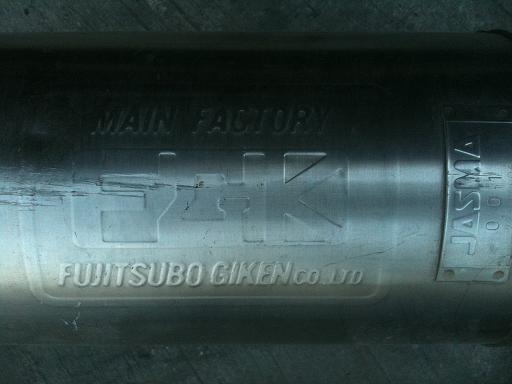 MAIN FACTORY
FUJITSUBO GIKEN CO.,LTD
JASMA